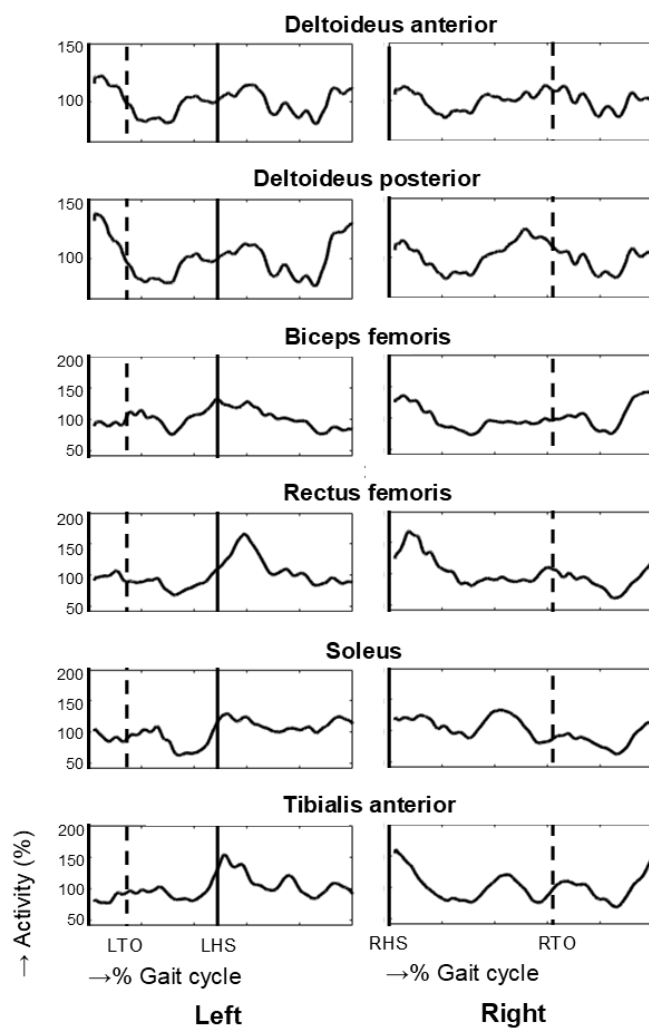 Deltoideus anterior
150
100
Deltoideus posterior
150
100
Biceps femoris
200
150
100
50
Rectus femoris
200
150
100
50
Soleus
200
150
100
50
Tibialis anterior
200
150
100
50
→ Activity (%)
LTO LHS RHS RTO
→% Gait cycle →% Gait cycle
Left Right